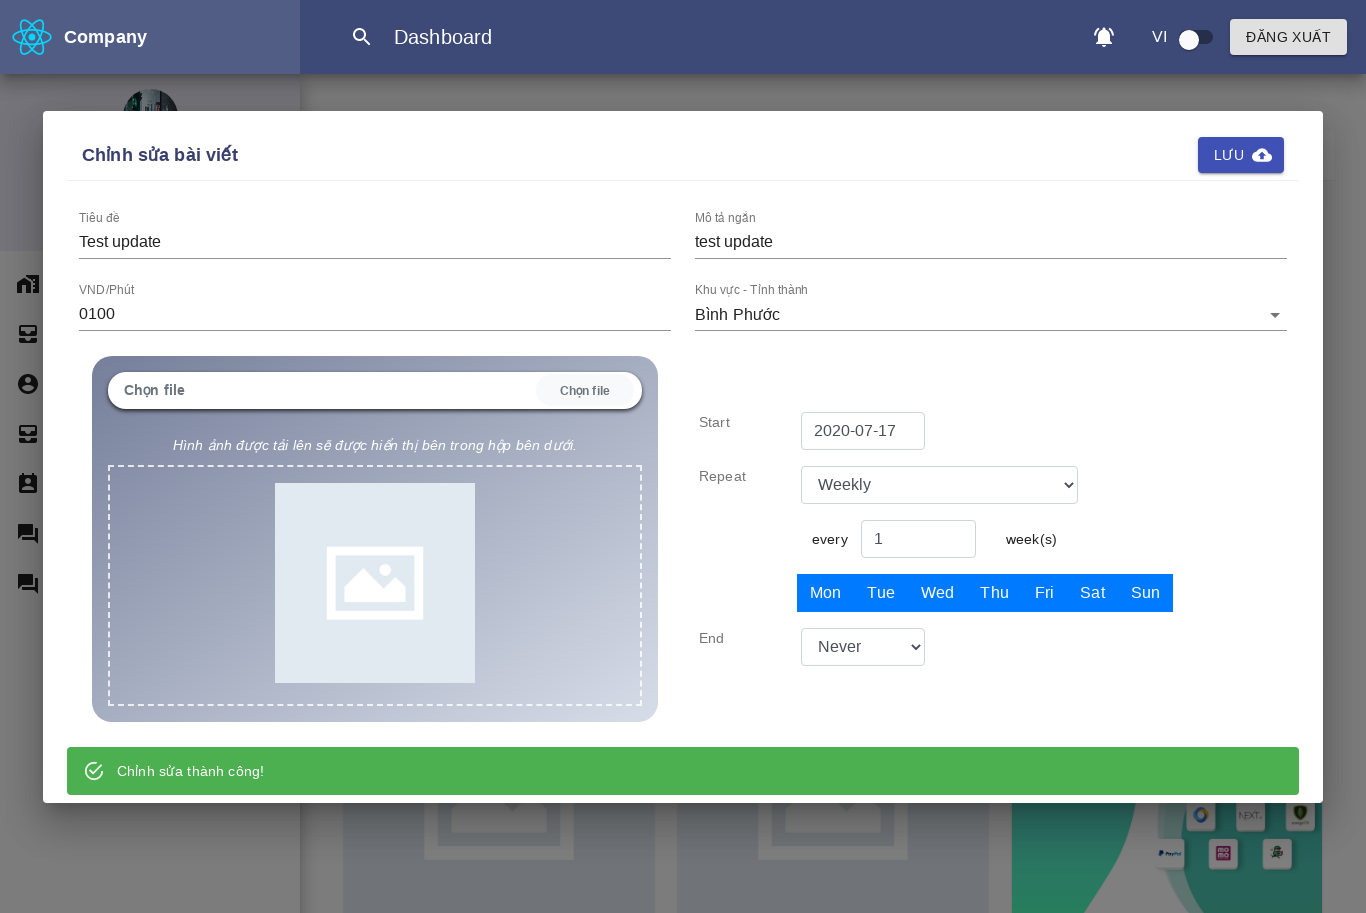 Company
Dashboard
VI
ĐĂNG XUẤT
Chỉnh sửa bài viết
LƯU
Tiêu đề
Mô tả ngắn
Test update
test update
VND/Phút
Khu vực - Tỉnh thành
0100
Bình Phước
Chọn file
Chọn file
Hình ảnh được tải lên sẽ được hiển thị bên trong hộp bên dưới.
Start
2020-07-17
Repeat
Weekly
every
1
week(s)
Mon Tue Wed Thu Fri Sat Sun
End
Never
Chỉnh sửa thành công!
NEXT
PayPal